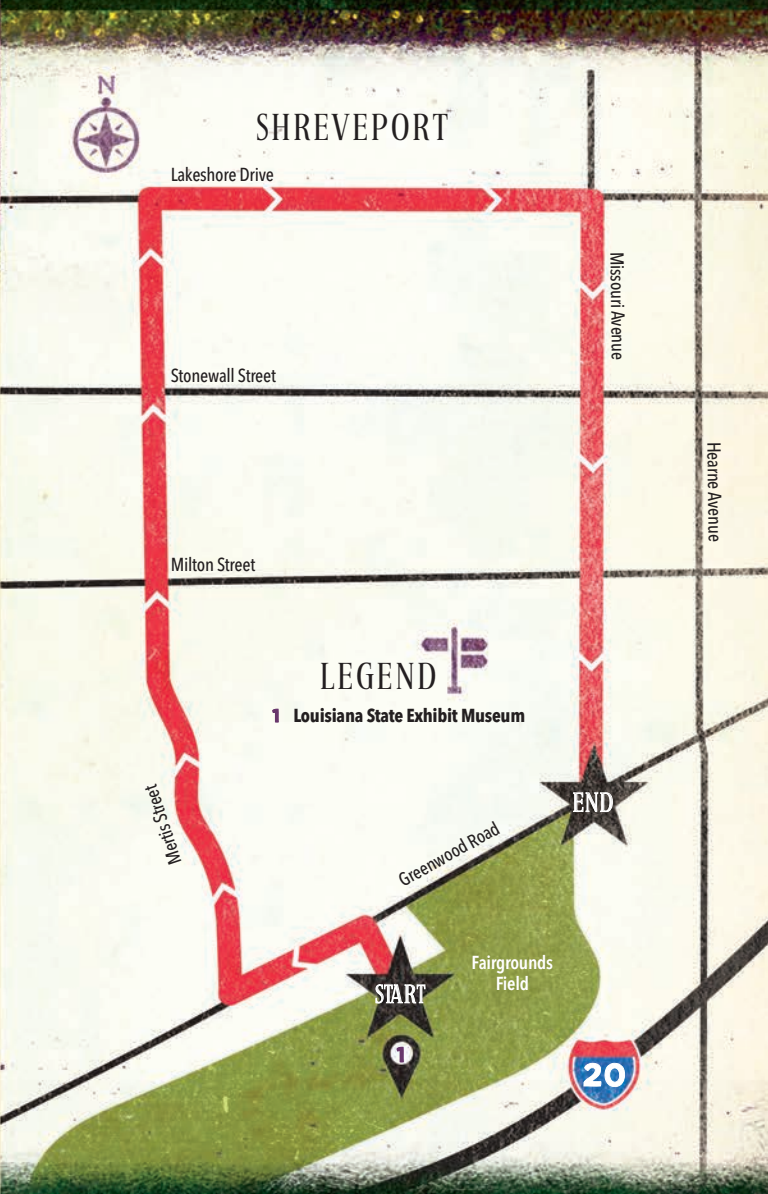 N
SHREVEPORT
Lakeshore Drive
Missouri Avenue
Stonewall Street
Hearne Avenue
Milton Street
LEGEND
1 Louisiana State Exhibit Museum
Mertis Street
END
Greenwood Road
Fairgrounds
Field
START
1
20